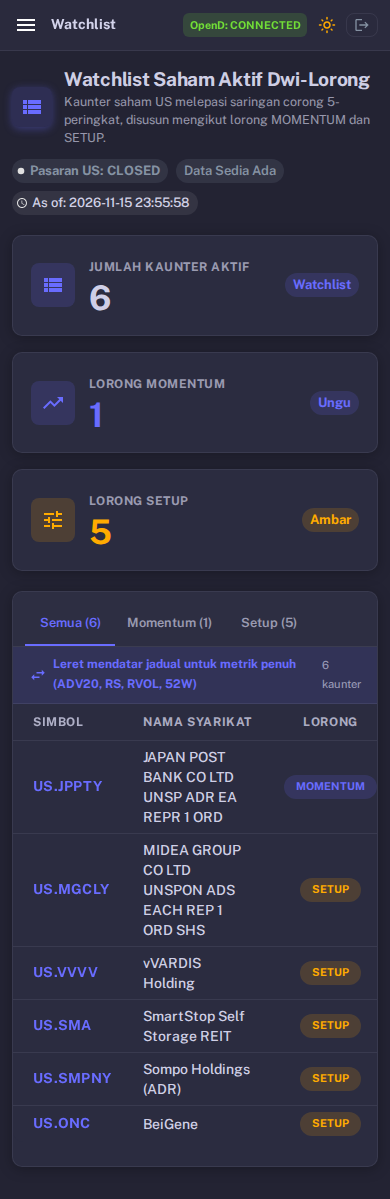 Watchlist
OpenD: CONNECTED
Watchlist Saham Aktif Dwi-Lorong
Kaunter saham US melepasi saringan corong 5-
peringkat, disusun mengikut lorong MOMENTUM dan
SETUP.
Pasaran US: CLOSED
Data Sedia Ada
As of: 2026-11-15 23:55:58
JUMLAH KAUNTER AKTIF
6
Watchlist
LORONG MOMENTUM
1
Ungu
LORONG SETUP
5
Ambar
Semua (6) Momentum (1) Setup (5)
Leret mendatar jadual untuk metrik penuh
(ADV20, RS, RVOL, 52W)
6
kaunter
SIMBOL NAMA SYARIKAT LORONG
US.JPPTY
JAPAN POST
BANK CO LTD
UNSP ADR EA
REPR 1 ORD
MOMENTUM
US.MGCLY
MIDEA GROUP
CO LTD
UNSPON ADS
EACH REP 1
ORD SHS
SETUP
US.VVVV
vVARDIS
Holding
SETUP
US.SMA
SmartStop Self
Storage REIT
SETUP
US.SMPNY
Sompo Holdings
(ADR)
SETUP
US.ONC
BeiGene
SETUP